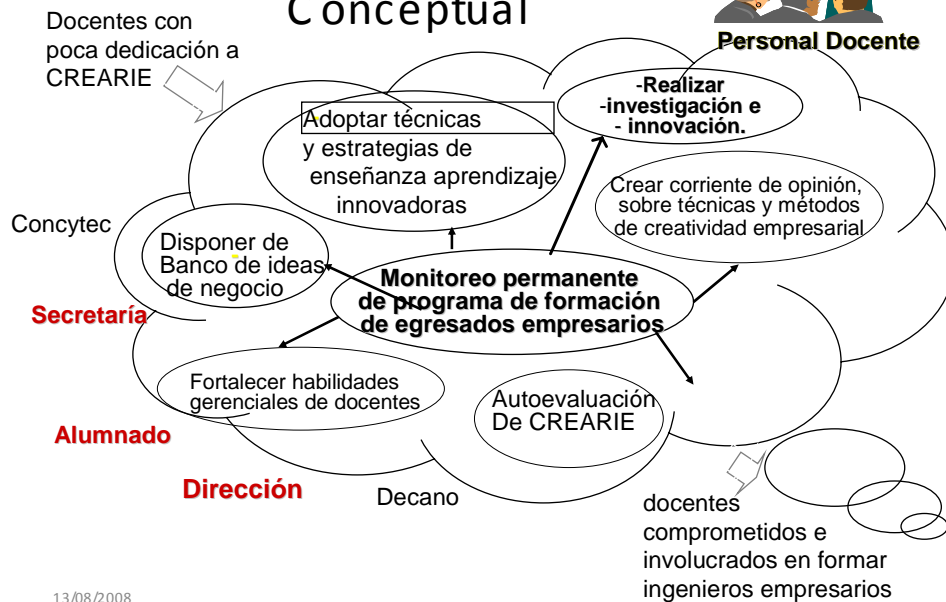 Conceptual
Docentes con
poca dedicación a
CREARIE
Personal Docente
-Realizar
-investigación e
- innovación.
Adoptar técnicas
y estrategias de
enseñanza aprendizaje
innovadoras
Crear corriente de opinión,
sobre técnicas y métodos
de creatividad empresarial
Concytec
Disponer de
Banco de ideas
de negocio
Monitoreo permanente
de programa de formación
de egresados empresarios
Secretaría
Fortalecer habilidades
gerenciales de docentes
Autoevaluación
De CREARIE
Alumnado
Dirección
Decano
docentes
comprometidos e
involucrados en formar
ingenieros empresarios
13/08/2008